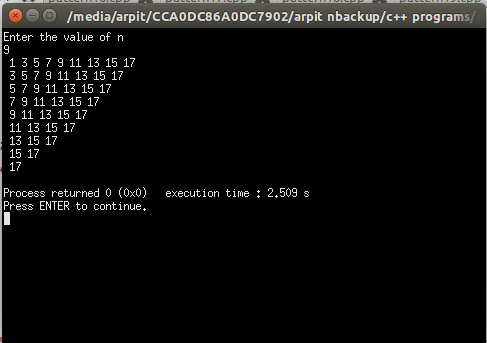 /media/arpit/CCA0DC86A0DC7902/arpit nbackup/c++ programs/
Enter the value of n
9
1 3 5 7 9 11 13 15 17
3 5 7 9 11 13 15 17
5 7 9 11 13 15 17
7 9 11 13 15 17
9 11 13 15 17
11 13 15 17
13 15 17
15 17
17
Process returned 0 (0x0)   execution time : 2.509 s
Press ENTER to continue.